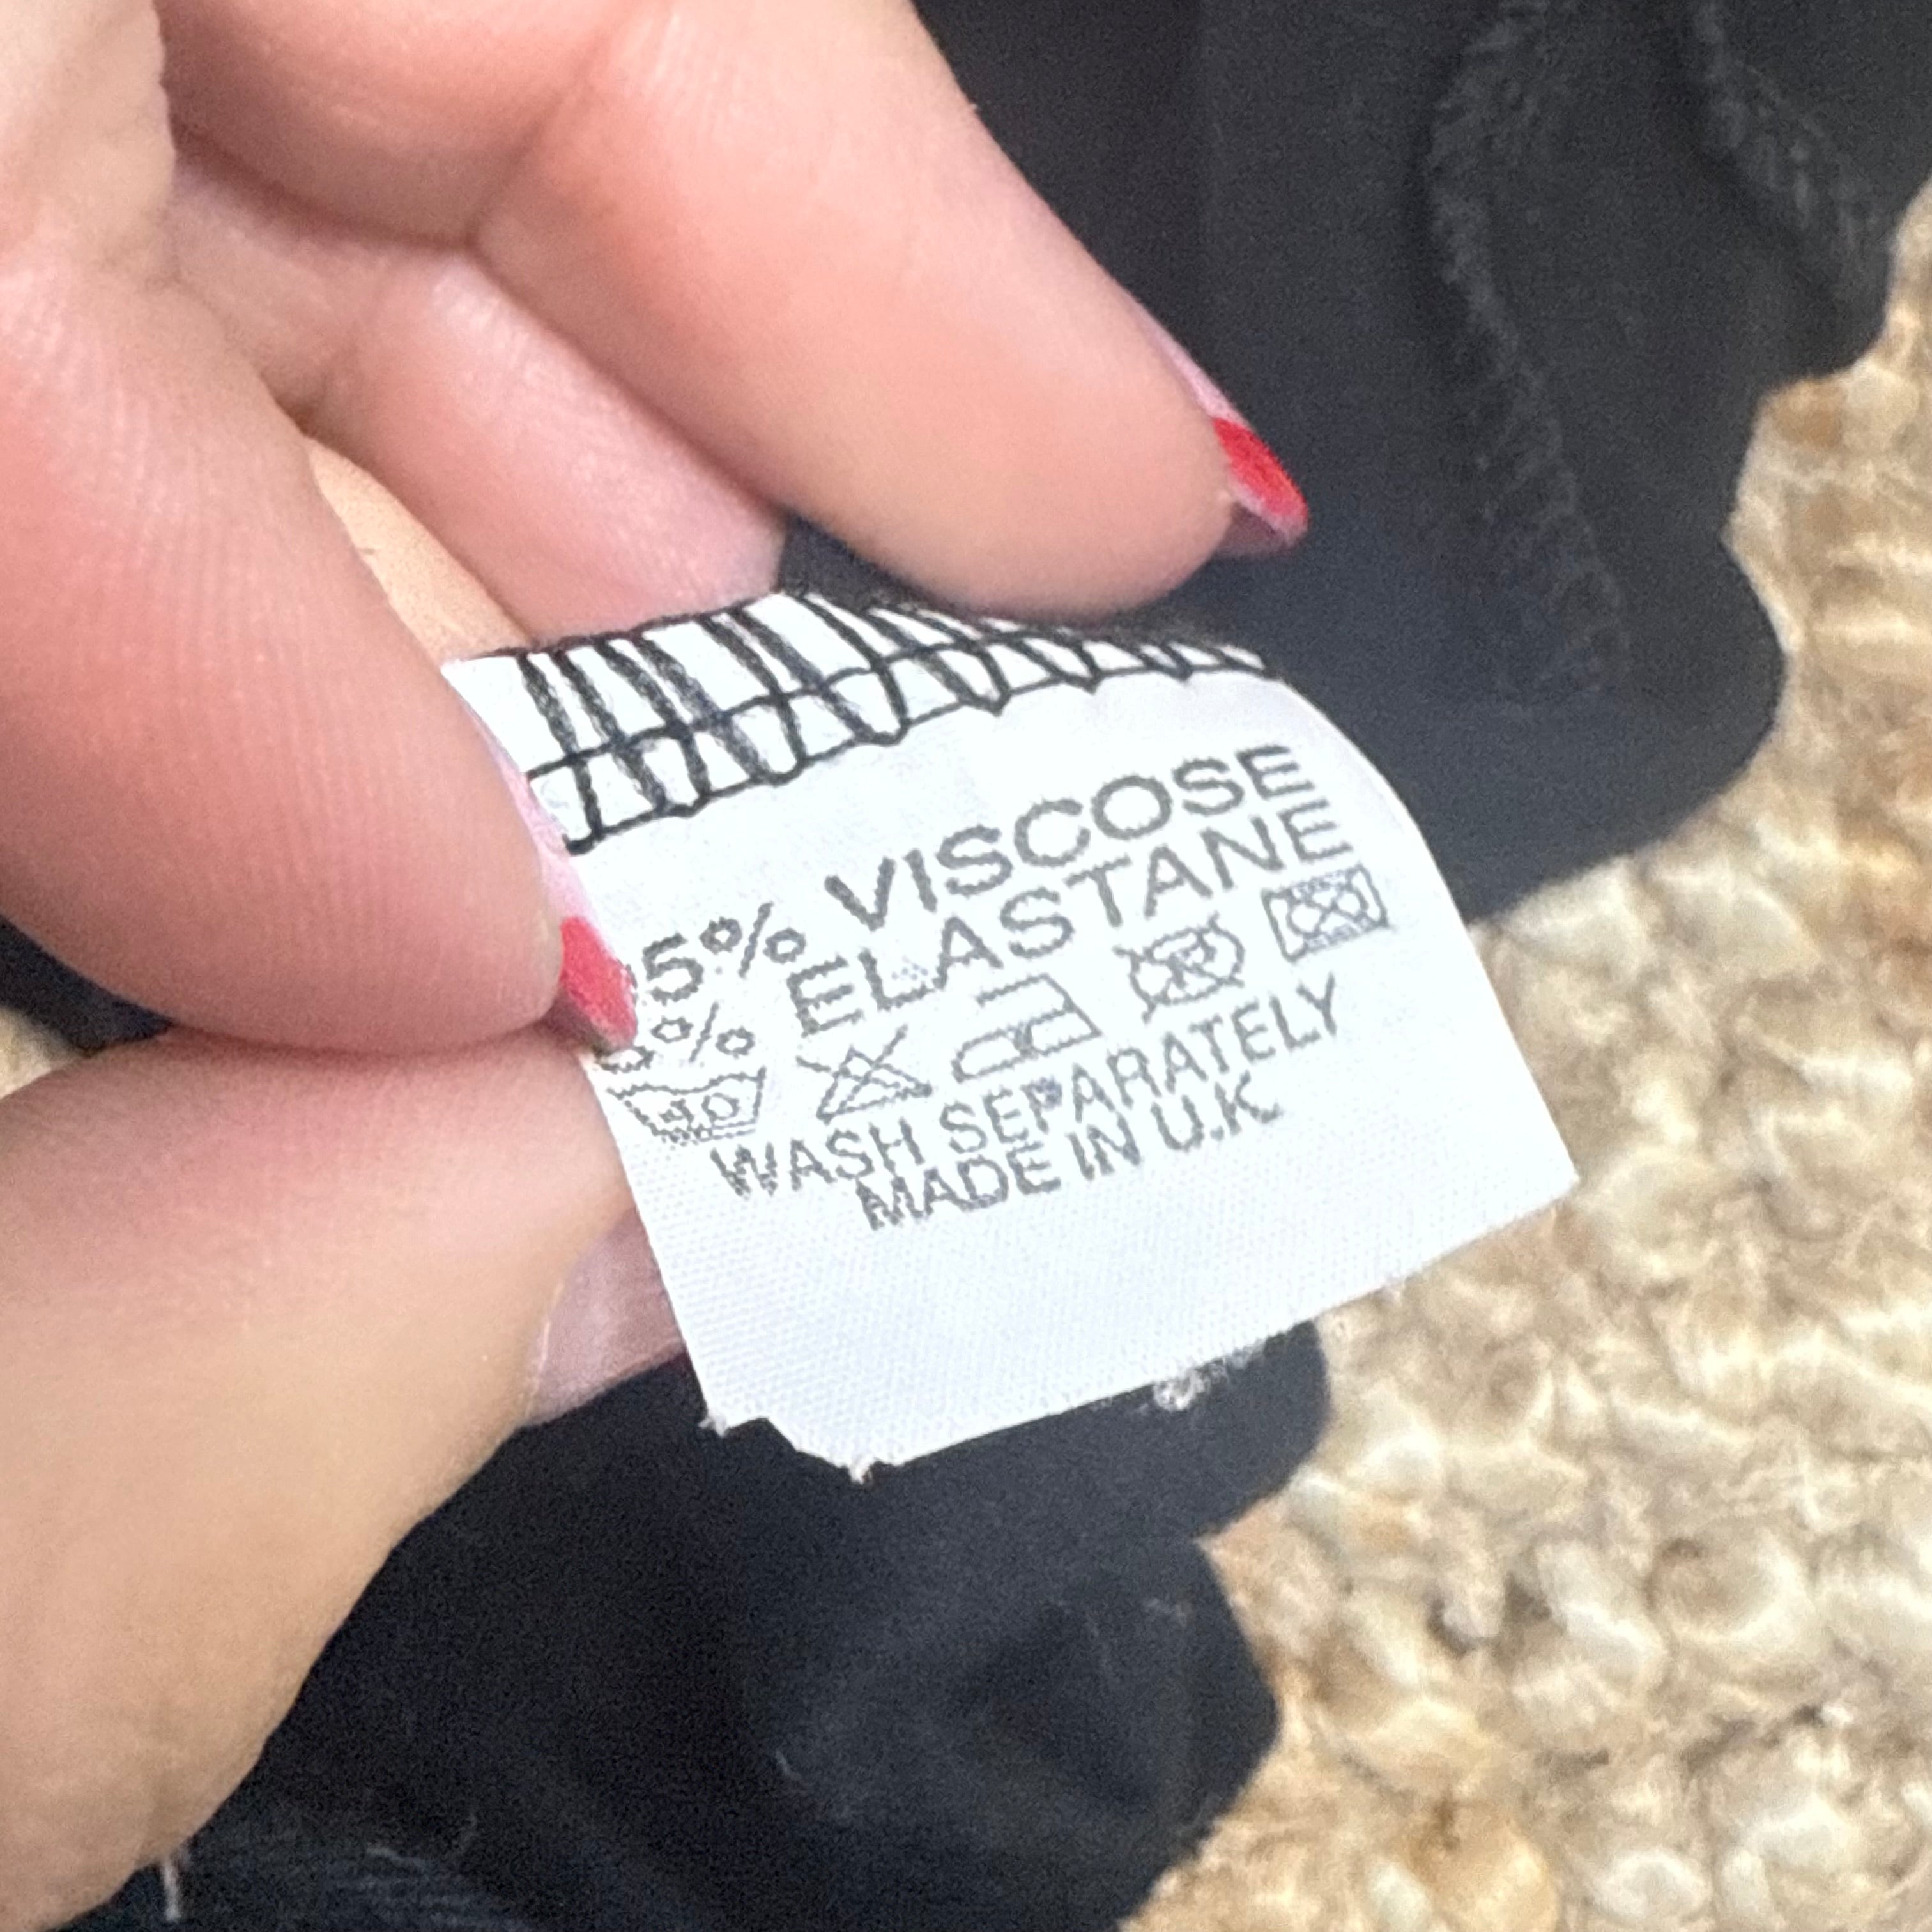 5% VISCOSE
% ELASTANE
40
WASH SEPARATELY
MADE IN U.K